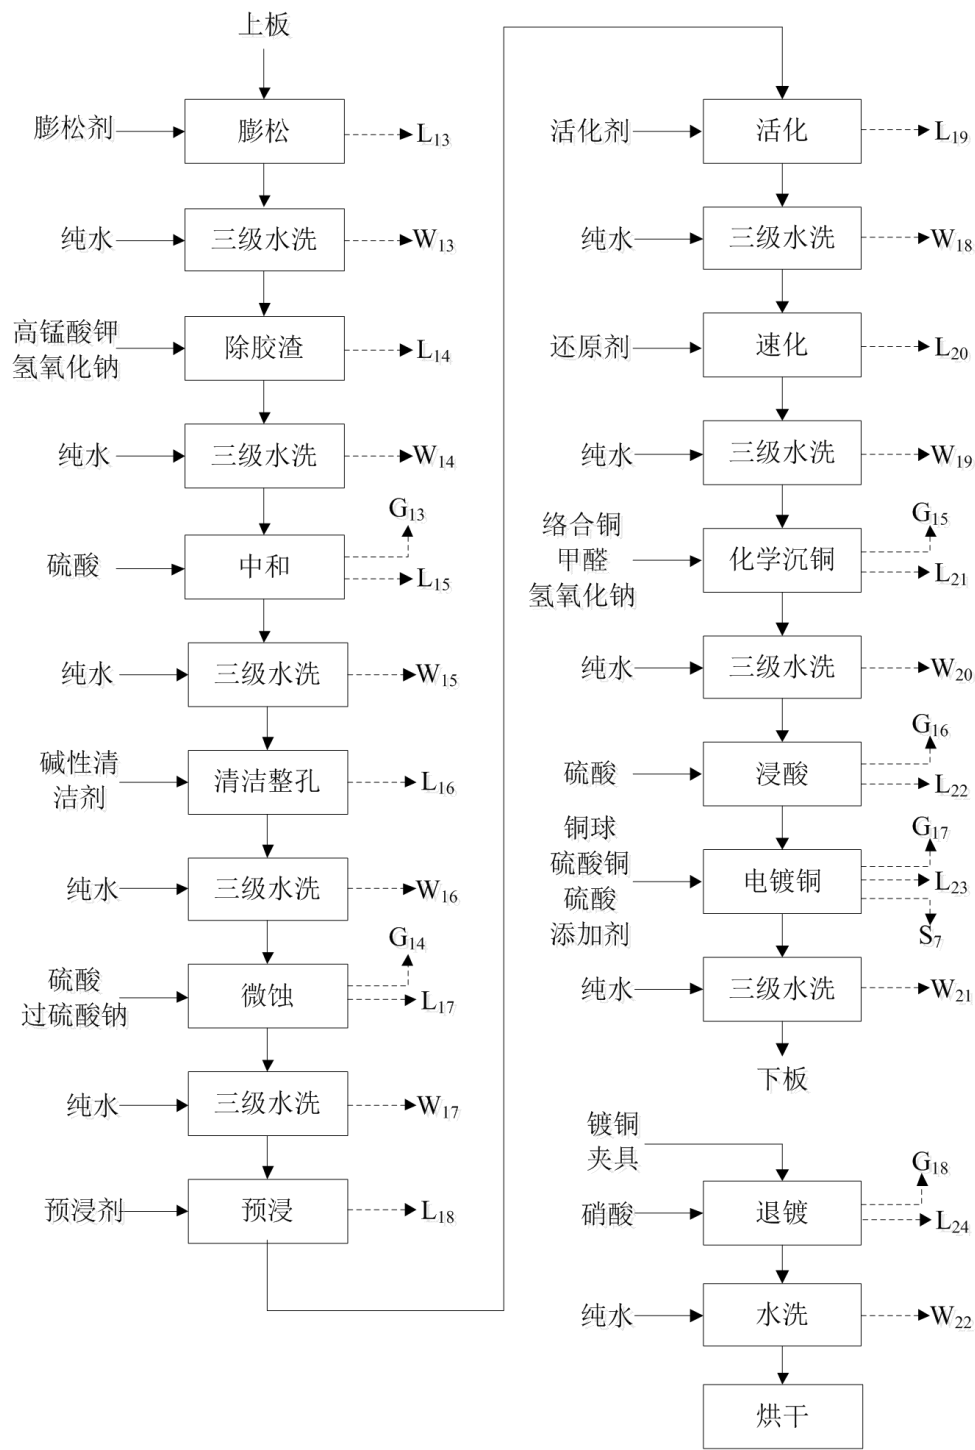 上板
膨松剂
膨松
L13
纯水
三级水洗
W13
高锰酸钾
氢氧化钠
除胶渣
L14
纯水
三级水洗
W14
G13
硫酸
中和
L15
纯水
三级水洗
W15
碱性清
洁剂
清洁整孔
L16
纯水
三级水洗
W16
G14
硫酸
过硫酸钠
微蚀
L17
纯水
三级水洗
W17
预浸剂
预浸
L18
活化剂
活化
L19
纯水
三级水洗
W18
还原剂
速化
L20
纯水
三级水洗
W19
G15
络合铜
甲醛
氢氧化钠
化学沉铜
L21
纯水
三级水洗
W20
G16
硫酸
浸酸
L22
G17
铜球
硫酸铜
硫酸
添加剂
电镀铜
L23
S7
纯水
三级水洗
W21
下板
镀铜
夹具
G18
硝酸
退镀
L24
纯水
水洗
W22
烘干